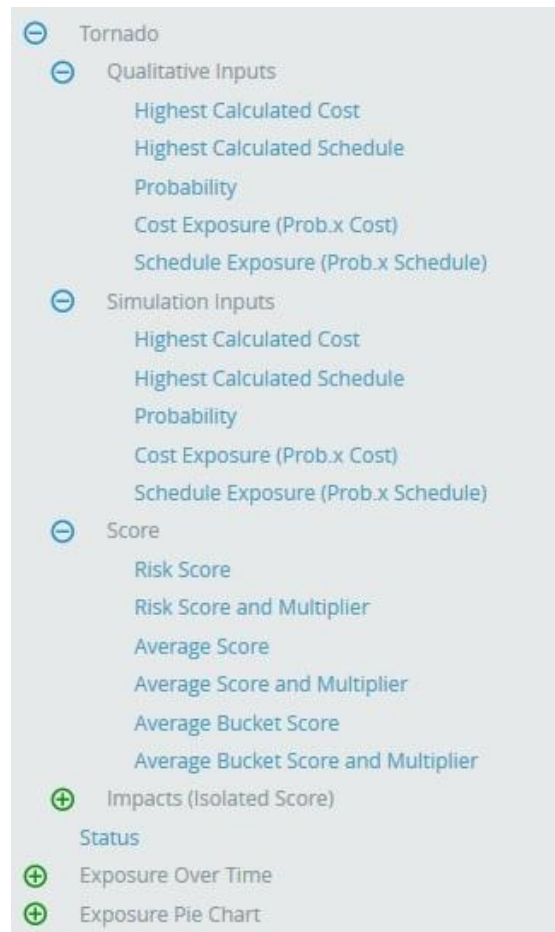 Tornado
Qualitative Inputs
Highest Calculated Cost
Highest Calculated Schedule
Probability
Cost Exposure (Prob.x Cost)
Schedule Exposure (Prob.x Schedule)
Simulation Inputs
Highest Calculated Cost
Highest Calculated Schedule
Probability
Cost Exposure (Prob.x Cost)
Schedule Exposure (Prob.x Schedule)
Score
Risk Score
Risk Score and Multiplier
Average Score
Average Score and Multiplier
Average Bucket Score
Average Bucket Score and Multiplier
Impacts (Isolated Score)
Status
Exposure Over Time
Exposure Pie Chart